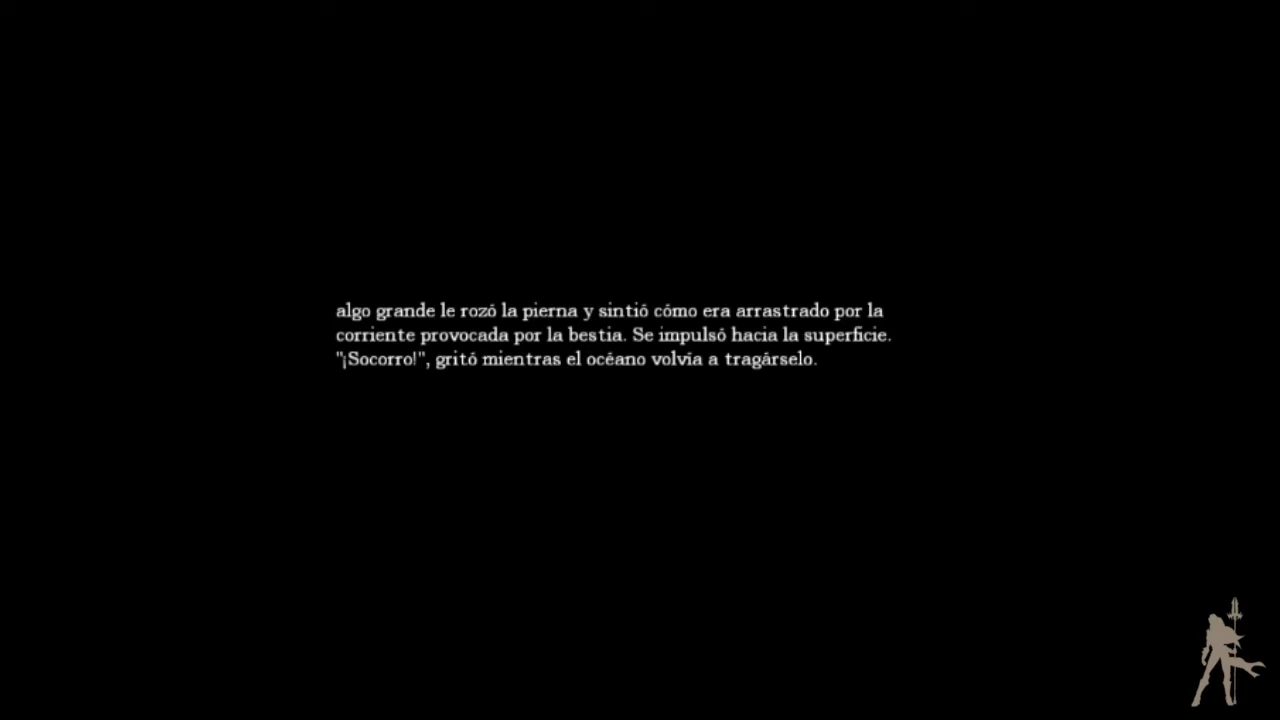 algo grande le rozó la pierna y sintió cómo era arrastrado por la
corriente provocada por la bestia. Se impulsó hacia la superficie.
"¡Socorro!", gritó mientras el océano volvía a tragárselo.